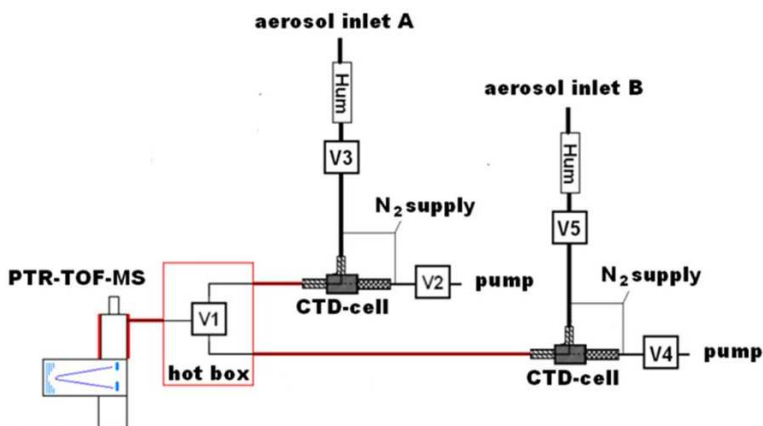 aerosol inlet A
Hum
V3
N2 supply
V2
pump
CTD-cell
aerosol inlet B
Hum
V5
N2 supply
V4
pump
CTD-cell
PTR-TOF-MS
V1
hot box